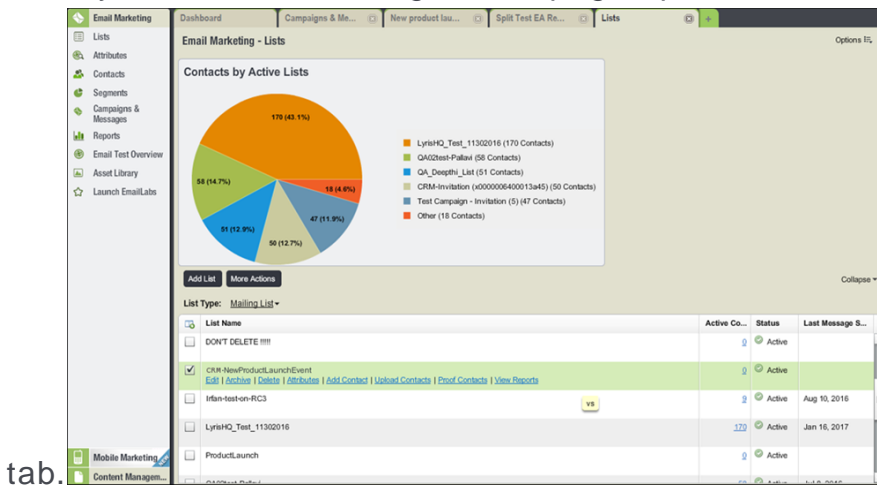 Email Marketing
Dashboard
Campaigns & Me...
New product lau...
Split Test EA Re...
Lists
Lists
Attributes
Contacts
Segments
Campaigns &
Messages
Reports
Email Test Overview
Asset Library
Launch EmailLabs
Email Marketing - Lists
Options
Contacts by Active Lists
170 (43.1%)
58 (14.7%)
51 (12.9%)
50 (12.7%)
47 (11.9%)
18 (4.6%)
LyrisHQ_Test_11302016 (170 Contacts)
QA02test-Pallavi (58 Contacts)
QA_Deepthi_List (51 Contacts)
CRM-Invitation (x0000006400013a45) (50 Contacts)
Test Campaign - Invitation (5) (47 Contacts)
Other (18 Contacts)
Add List
More Actions
Collapse
List Type: Mailing List
List Name
Active Co...
Status
Last Message S...
DON'T DELETE !!!!!
0
Active
CRM-NewProductLaunchEvent
0
Active
Edit | Archive | Delete | Attributes | Add Contact | Upload Contacts | Proof Contacts | View Reports
Irfan-test-on-RC3
vs
9
Active
Aug 10, 2016
LyrisHQ_Test_11302016
170
Active
Jan 16, 2017
ProductLaunch
0
Active
Mobile Marketing
Content Managem...
tab.